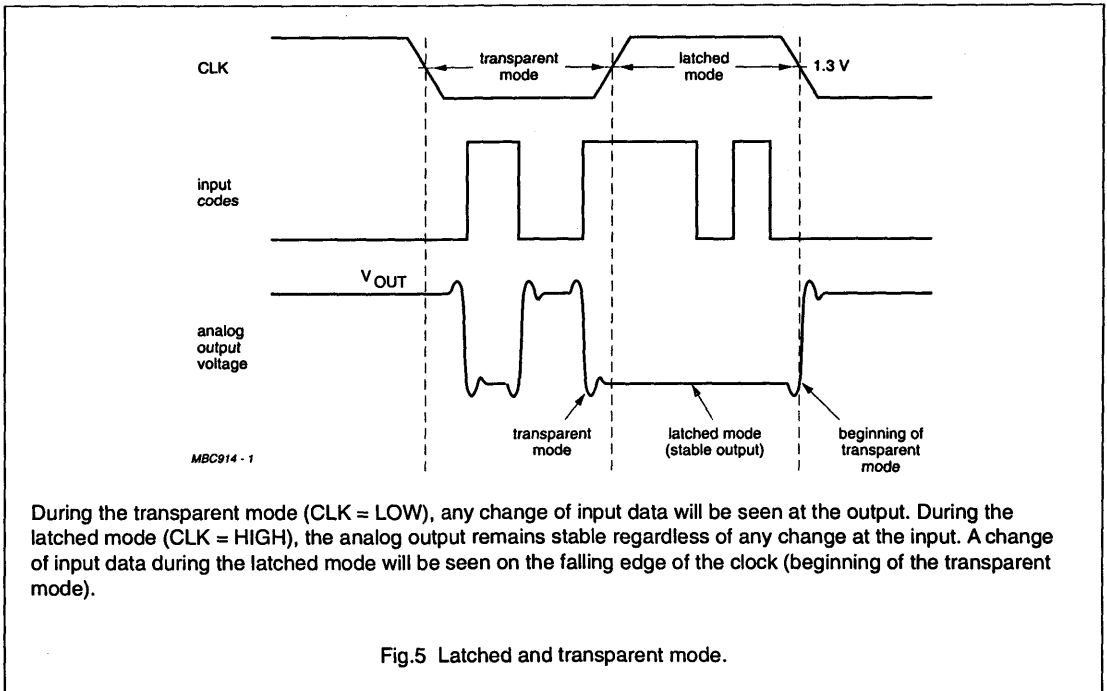 CLK
transparent
mode
latched
mode
1.3 V
input
codes
V OUT
analog
output
voltage
transparent
mode
latched mode
(stable output)
beginning of
transparent
mode
MBC914 - 1
During the transparent mode (CLK = LOW), any change of input data will be seen at the output. During the
latched mode (CLK = HIGH), the analog output remains stable regardless of any change at the input. A change
of input data during the latched mode will be seen on the falling edge of the clock (beginning of the transparent
mode).
Fig.5 Latched and transparent mode.